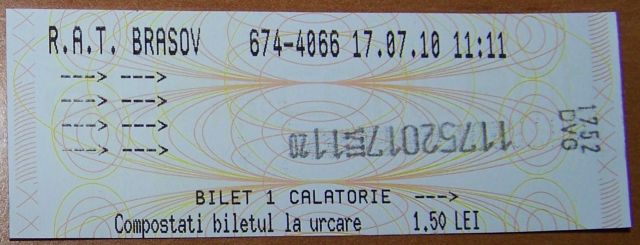 R.A.T. BRASOV 674-4066 17.07.10 11:11
---> --->
---> --->
---> --->
---> --->
BILET 1 CALATORIE --->
Compostati biletul la urcare 1.50 LEI
1752
DVG